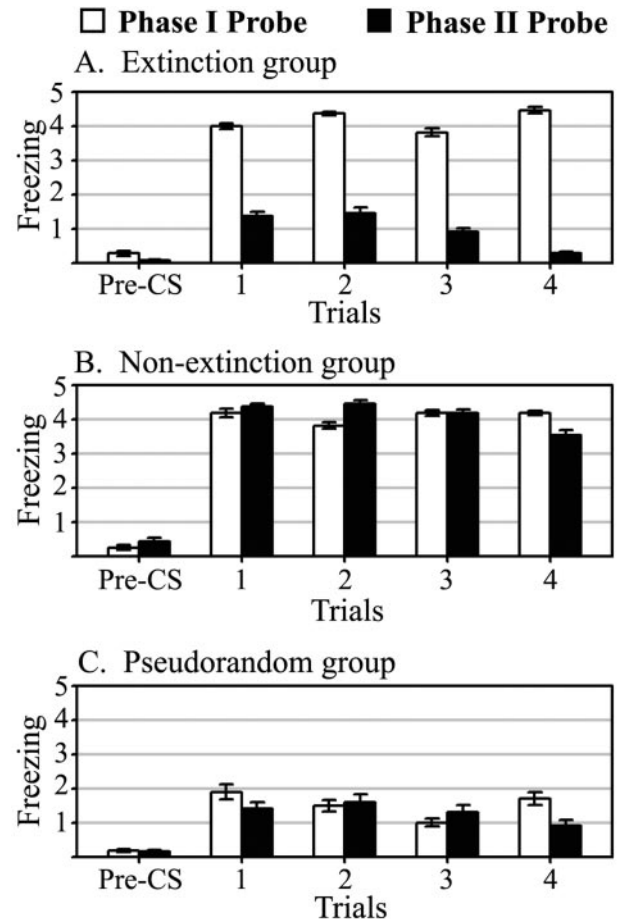 Phase I Probe Phase II Probe
A. Extinction group
5
4
3
2
1
Freezing
Pre-CS 1 2 3 4
Trials
B. Non-extinction group
5
4
3
2
1
Freezing
Pre-CS 1 2 3 4
Trials
C. Pseudorandom group
5
4
3
2
1
Freezing
Pre-CS 1 2 3 4
Trials